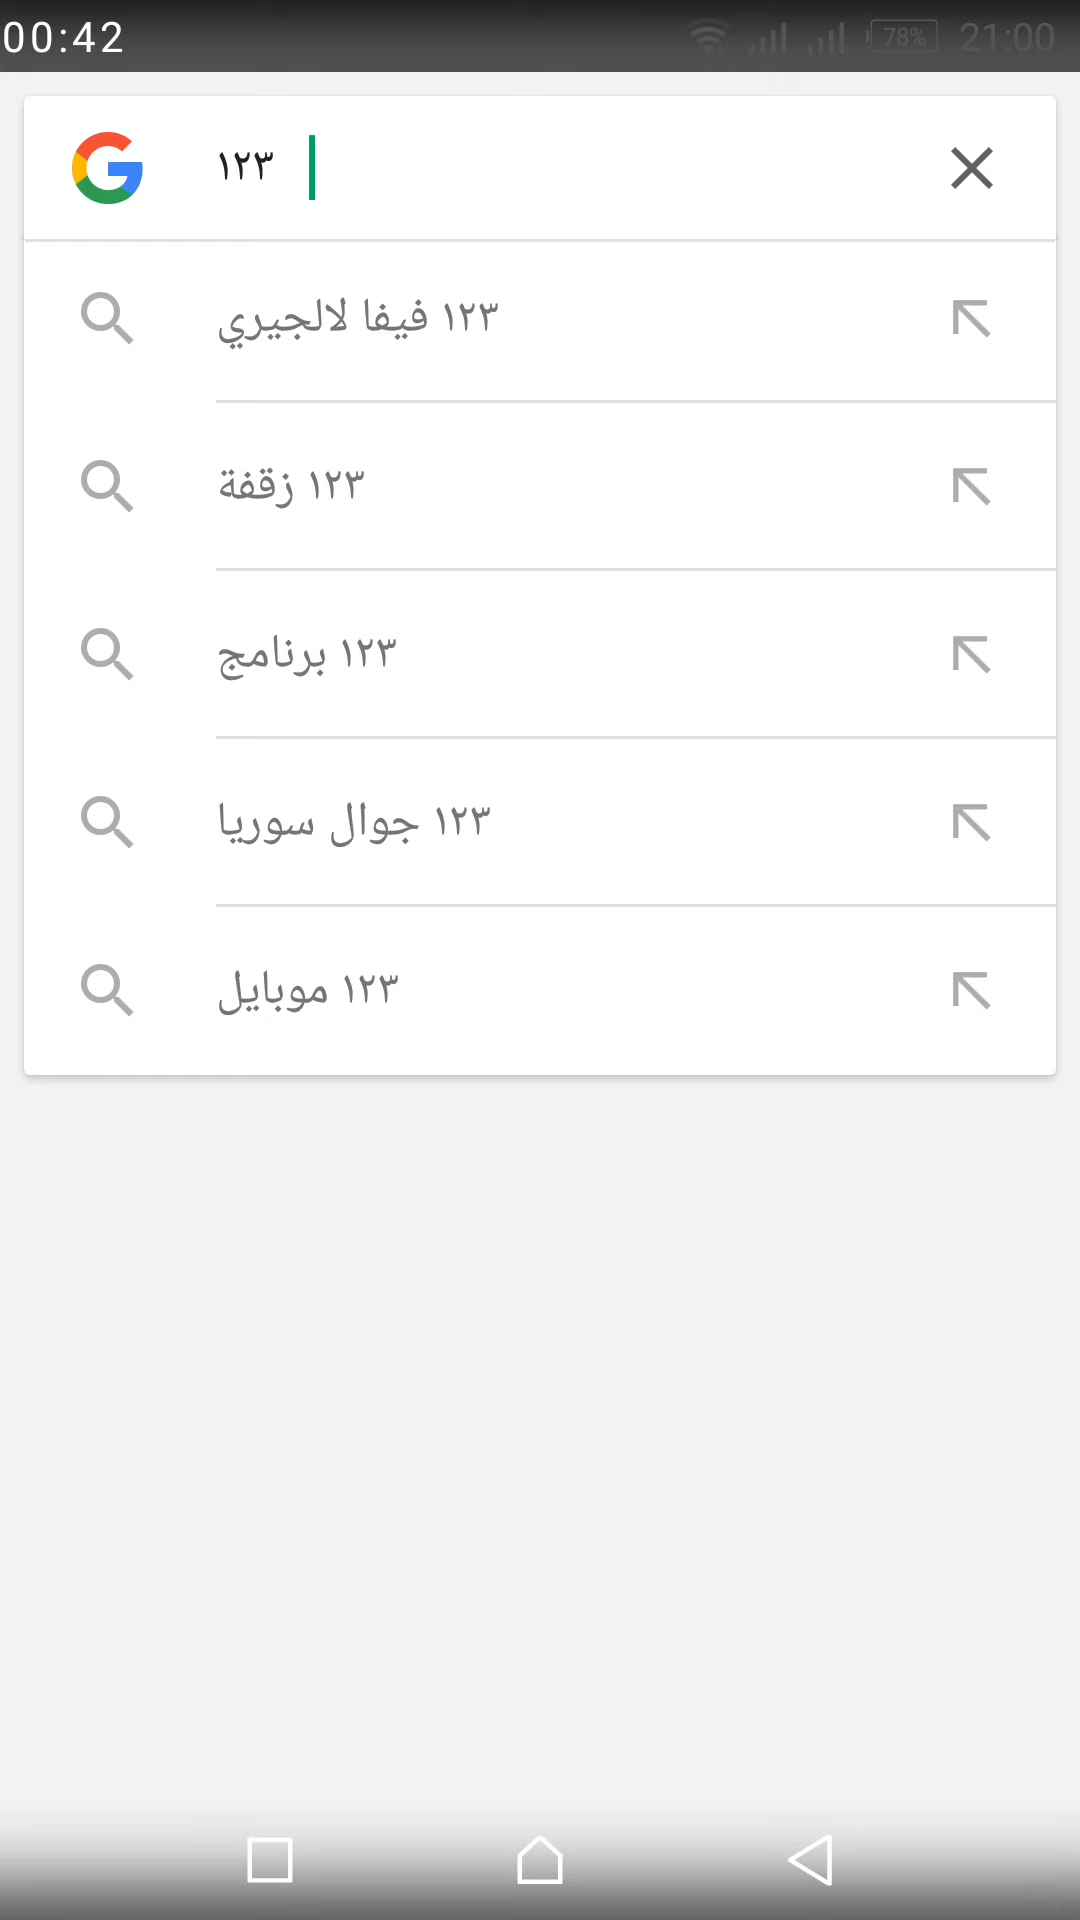 00:42
78% 21:00
١٢٣
١٢٣ فيفا لالجيري
١٢٣ زقفة
١٢٣ برنامج
١٢٣ جوال سوريا
١٢٣ موبايل